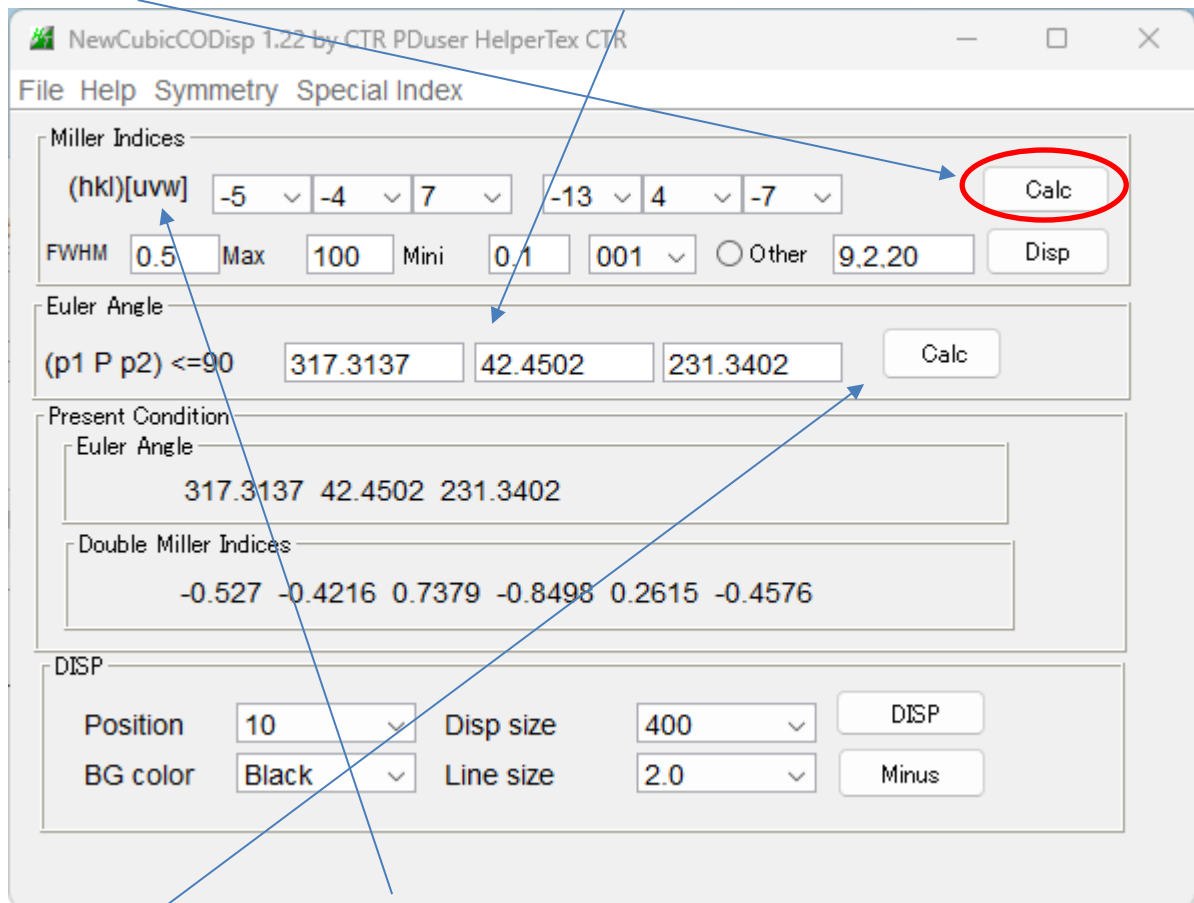 NewCubicCODisp 1.22 by CTR PDuser HelperTex CTR
File Help Symmetry Special Index
Miller Indices
(hkl)[uvw] -5 -4 7 -13 4 -7 Calc
FWHM 0.5 Max 100 Mini 0.1 001 Other 9,2,20 Disp
Euler Angle
(p1 P p2) <=90 317.3137 42.4502 231.3402 Calc
Present Condition
Euler Angle
317.3137 42.4502 231.3402
Double Miller Indices
-0.527 -0.4216 0.7379 -0.8498 0.2615 -0.4576
DISP
Position 10 Disp size 400 DISP
BG color Black Line size 2.0 Minus